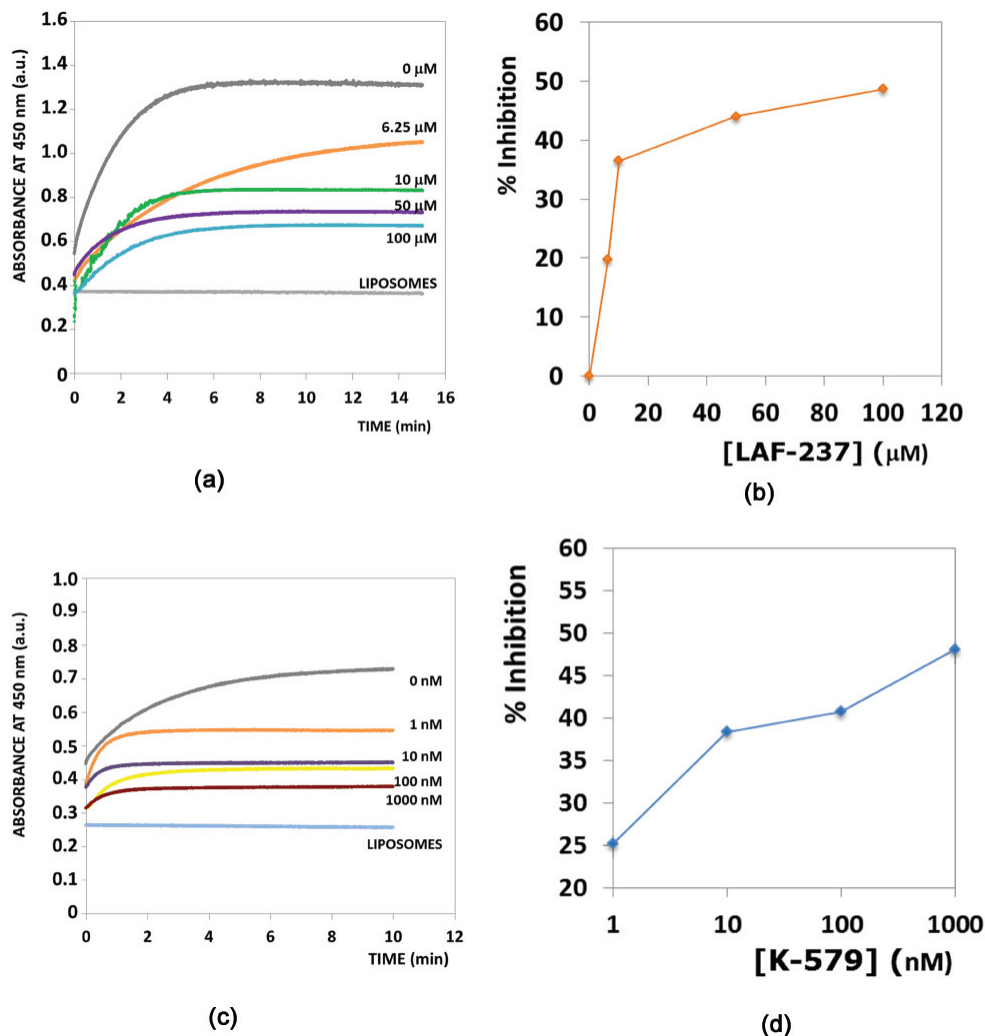 ABSORBANCE AT 450 nm (a.u.)
1.6
1.4
1.2
1.0
0.8
0.6
0.4
0.2
0
0 μM
6.25 μM
10 μM
50 μM
100 μM
LIPOSOMES
0 2 4 6 8 10 12 14 16
TIME (min)
(a)
% Inhibition
60
50
40
30
20
10
0
0 20 40 60 80 100 120
[LAF-237] (μM)
(b)
ABSORBANCE AT 450 nm (a.u.)
1.0
0.9
0.8
0.7
0.6
0.5
0.4
0.3
0.2
0.1
0
0 nM
1 nM
10 nM
100 nM
1000 nM
LIPOSOMES
0 2 4 6 8 10 12
TIME (min)
(c)
% Inhibition
60
55
50
45
40
35
30
25
20
1 10 100 1000
[K-579] (nM)
(d)